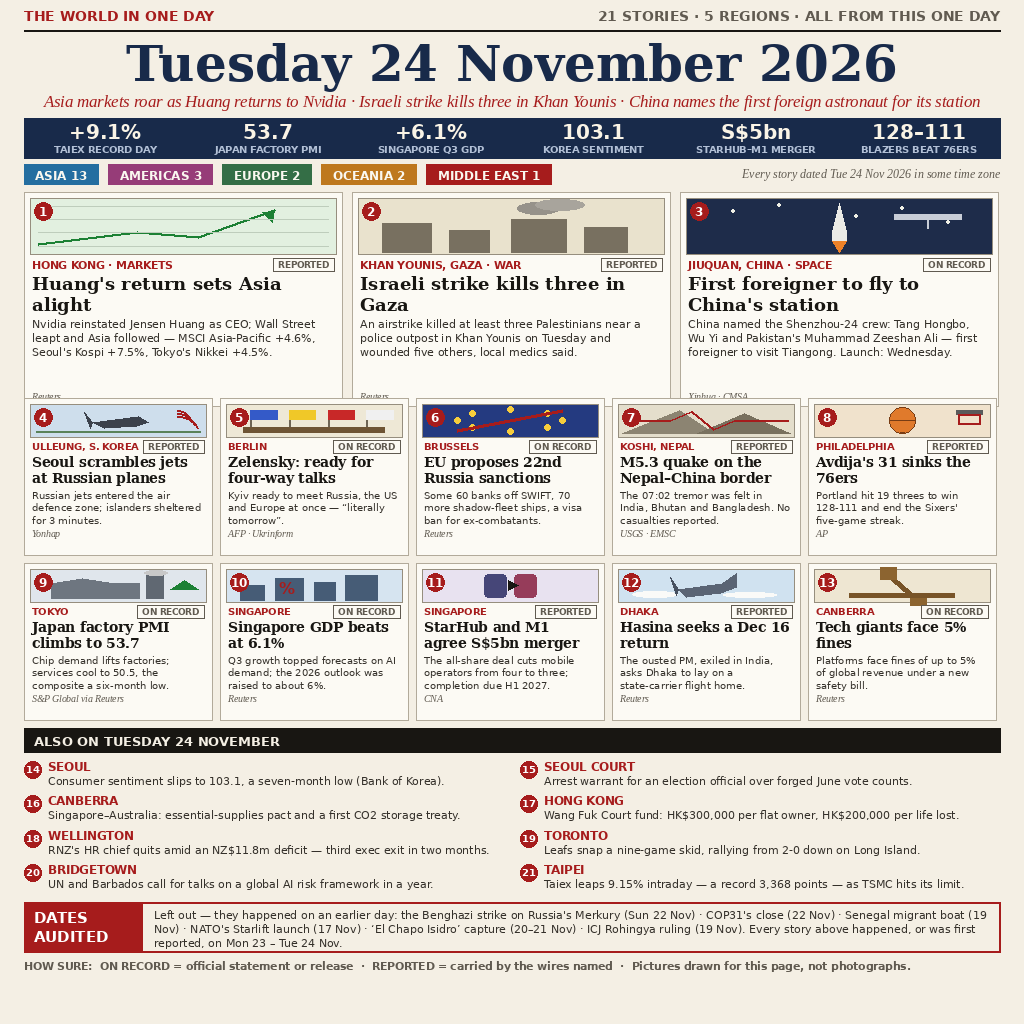 THE WORLD IN ONE DAY
21 STORIES · 5 REGIONS · ALL FROM THIS ONE DAY
Tuesday 24 November 2026
Asia markets roar as Huang returns to Nvidia · Israeli strike kills three in Khan Younis · China names the first foreign astronaut for its station
+9.1%
TAIEX RECORD DAY
53.7
JAPAN FACTORY PMI
+6.1%
SINGAPORE Q3 GDP
103.1
KOREA SENTIMENT
S$5bn
STARHUB-M1 MERGER
128–111
BLAZERS BEAT 76ERS
ASIA 13
AMERICAS 3
EUROPE 2
OCEANIA 2
MIDDLE EAST 1
Every story dated Tue 24 Nov 2026 in some time zone
1
HONG KONG · MARKETS
REPORTED
Huang's return sets Asia
alight
Nvidia reinstated Jensen Huang as CEO; Wall Street
leapt and Asia followed — MSCI Asia-Pacific +4.6%,
Seoul's Kospi +7.5%, Tokyo's Nikkei +4.5%.
Reuters
2
KHAN YOUNIS, GAZA · WAR
REPORTED
Israeli strike kills three in
Gaza
An airstrike killed at least three Palestinians near a
police outpost in Khan Younis on Tuesday and
wounded five others, local medics said.
Reuters
3
JIUQUAN, CHINA · SPACE
ON RECORD
First foreigner to fly to
China's station
China named the Shenzhou-24 crew: Tang Hongbo,
Wu Yi and Pakistan's Muhammad Zeeshan Ali — first
foreigner to visit Tiangong. Launch: Wednesday.
Xinhua · CMSA
4
ULLEUNG, S. KOREA
REPORTED
Seoul scrambles jets
at Russian planes
Russian jets entered the air
defence zone; islanders sheltered
for 3 minutes.
Yonhap
5
BERLIN
ON RECORD
Zelensky: ready for
four-way talks
Kyiv ready to meet Russia, the US
and Europe at once — “literally
tomorrow”.
AFP · Ukrinform
6
BRUSSELS
ON RECORD
EU proposes 22nd
Russia sanctions
Some 60 banks off SWIFT, 70
more shadow-fleet ships, a visa
ban for ex-combatants.
Reuters
7
KOSHI, NEPAL
REPORTED
M5.3 quake on the
Nepal–China border
The 07:02 tremor was felt in
India, Bhutan and Bangladesh. No
casualties reported.
USGS · EMSC
8
PHILADELPHIA
REPORTED
Avdija's 31 sinks the
76ers
Portland hit 19 threes to win
128-111 and end the Sixers'
five-game streak.
AP
9
TOKYO
ON RECORD
Japan factory PMI
climbs to 53.7
Chip demand lifts factories;
services cool to 50.5, the
composite a six-month low.
S&P Global via Reuters
10
%
SINGAPORE
ON RECORD
Singapore GDP beats
at 6.1%
Q3 growth topped forecasts on AI
demand; the 2026 outlook was
raised to about 6%.
Reuters
11
SINGAPORE
REPORTED
StarHub and M1
agree S$5bn merger
The all-share deal cuts mobile
operators from four to three;
completion due H1 2027.
CNA
12
DHAKA
REPORTED
Hasina seeks a Dec 16
return
The ousted PM, exiled in India,
asks Dhaka to lay on a
state-carrier flight home.
Reuters
13
CANBERRA
ON RECORD
Tech giants face 5%
fines
Platforms face fines of up to 5%
of global revenue under a new
safety bill.
Reuters
ALSO ON TUESDAY 24 NOVEMBER
14 SEOUL
Consumer sentiment slips to 103.1, a seven-month low (Bank of Korea).
15 SEOUL COURT
Arrest warrant for an election official over forged June vote counts.
16 CANBERRA
Singapore–Australia: essential-supplies pact and a first CO2 storage treaty.
17 HONG KONG
Wang Fuk Court fund: HK$300,000 per flat owner, HK$200,000 per life lost.
18 WELLINGTON
RNZ's HR chief quits amid an NZ$11.8m deficit — third exec exit in two months.
19 TORONTO
Leafs snap a nine-game skid, rallying from 2-0 down on Long Island.
20 BRIDGETOWN
UN and Barbados call for talks on a global AI risk framework in a year.
21 TAIPEI
Taiex leaps 9.15% intraday — a record 3,368 points — as TSMC hits its limit.
DATES
AUDITED
Left out — they happened on an earlier day: the Benghazi strike on Russia's Merkury (Sun 22 Nov) · COP31's close (22 Nov) · Senegal migrant boat (19
Nov) · NATO's Starlift launch (17 Nov) · ‘El Chapo Isidro’ capture (20–21 Nov) · ICJ Rohingya ruling (19 Nov). Every story above happened, or was first
reported, on Mon 23 – Tue 24 Nov.
HOW SURE: ON RECORD = official statement or release · REPORTED = carried by the wires named · Pictures drawn for this page, not photographs.